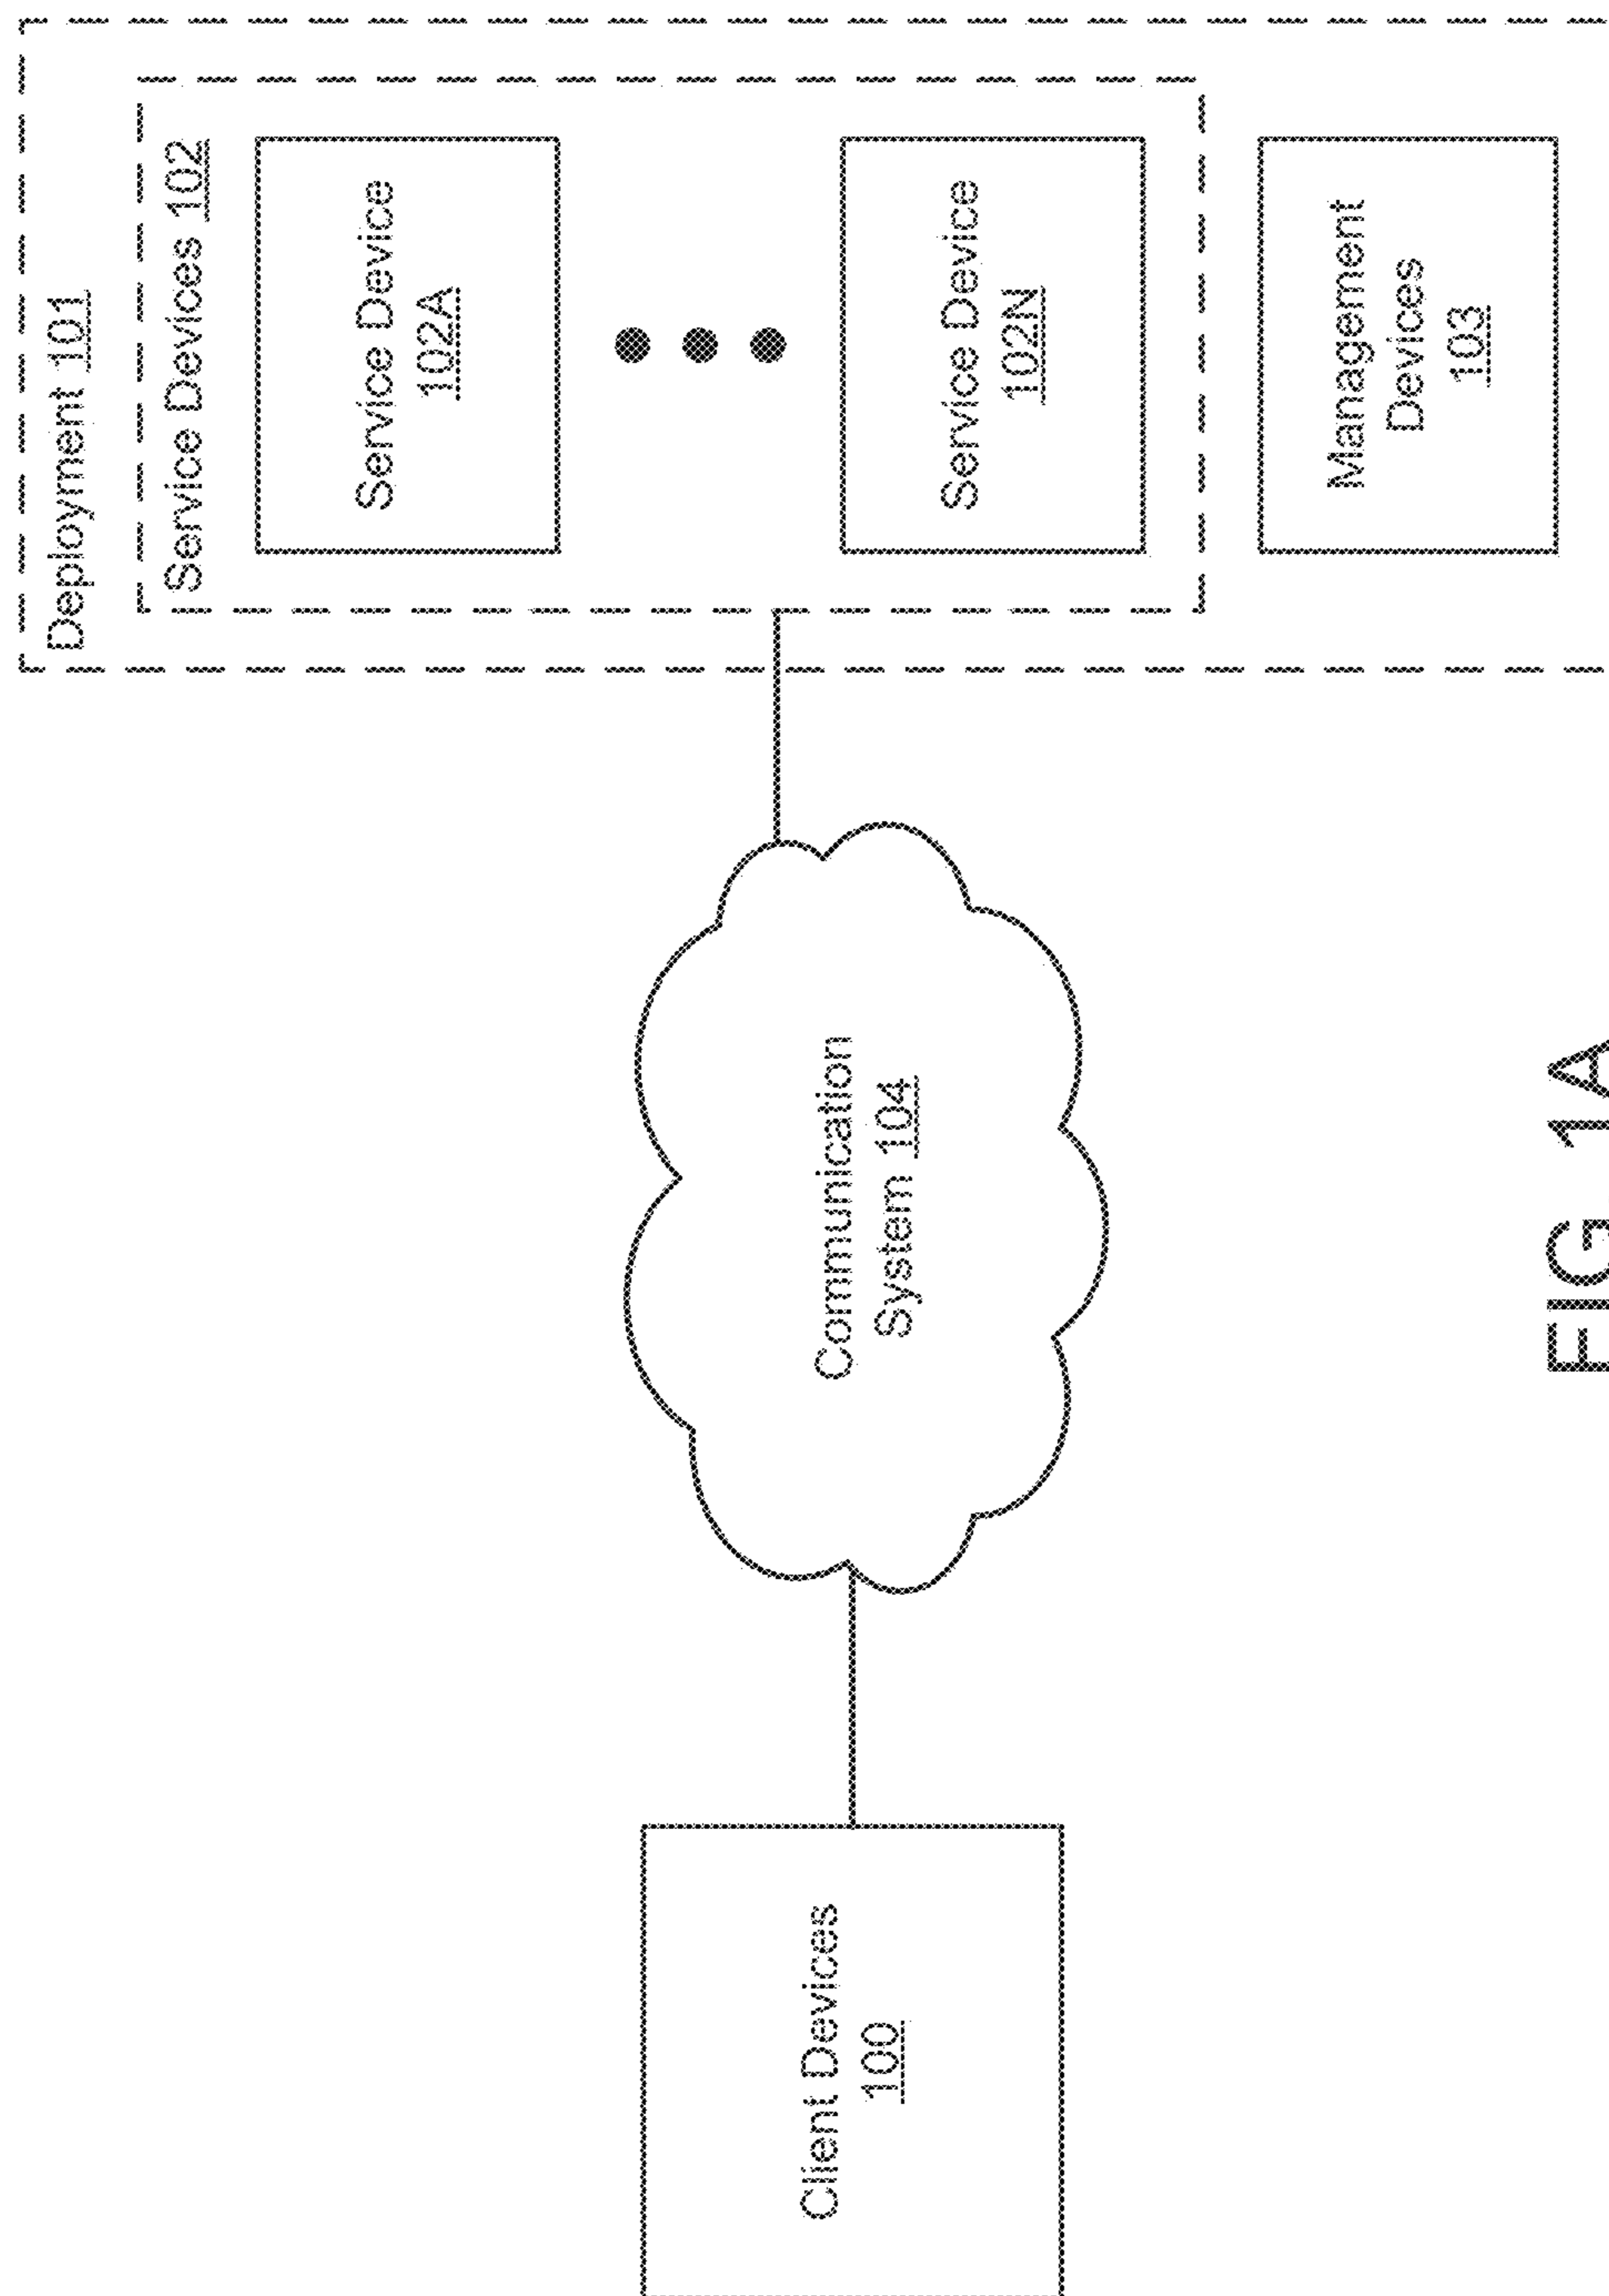 Deployment 101
Service Devices 102
Service Device
102A
Service Device
102N
Management
Devices
103
Communication
System 104
Client Devices
100
FIG. 1A